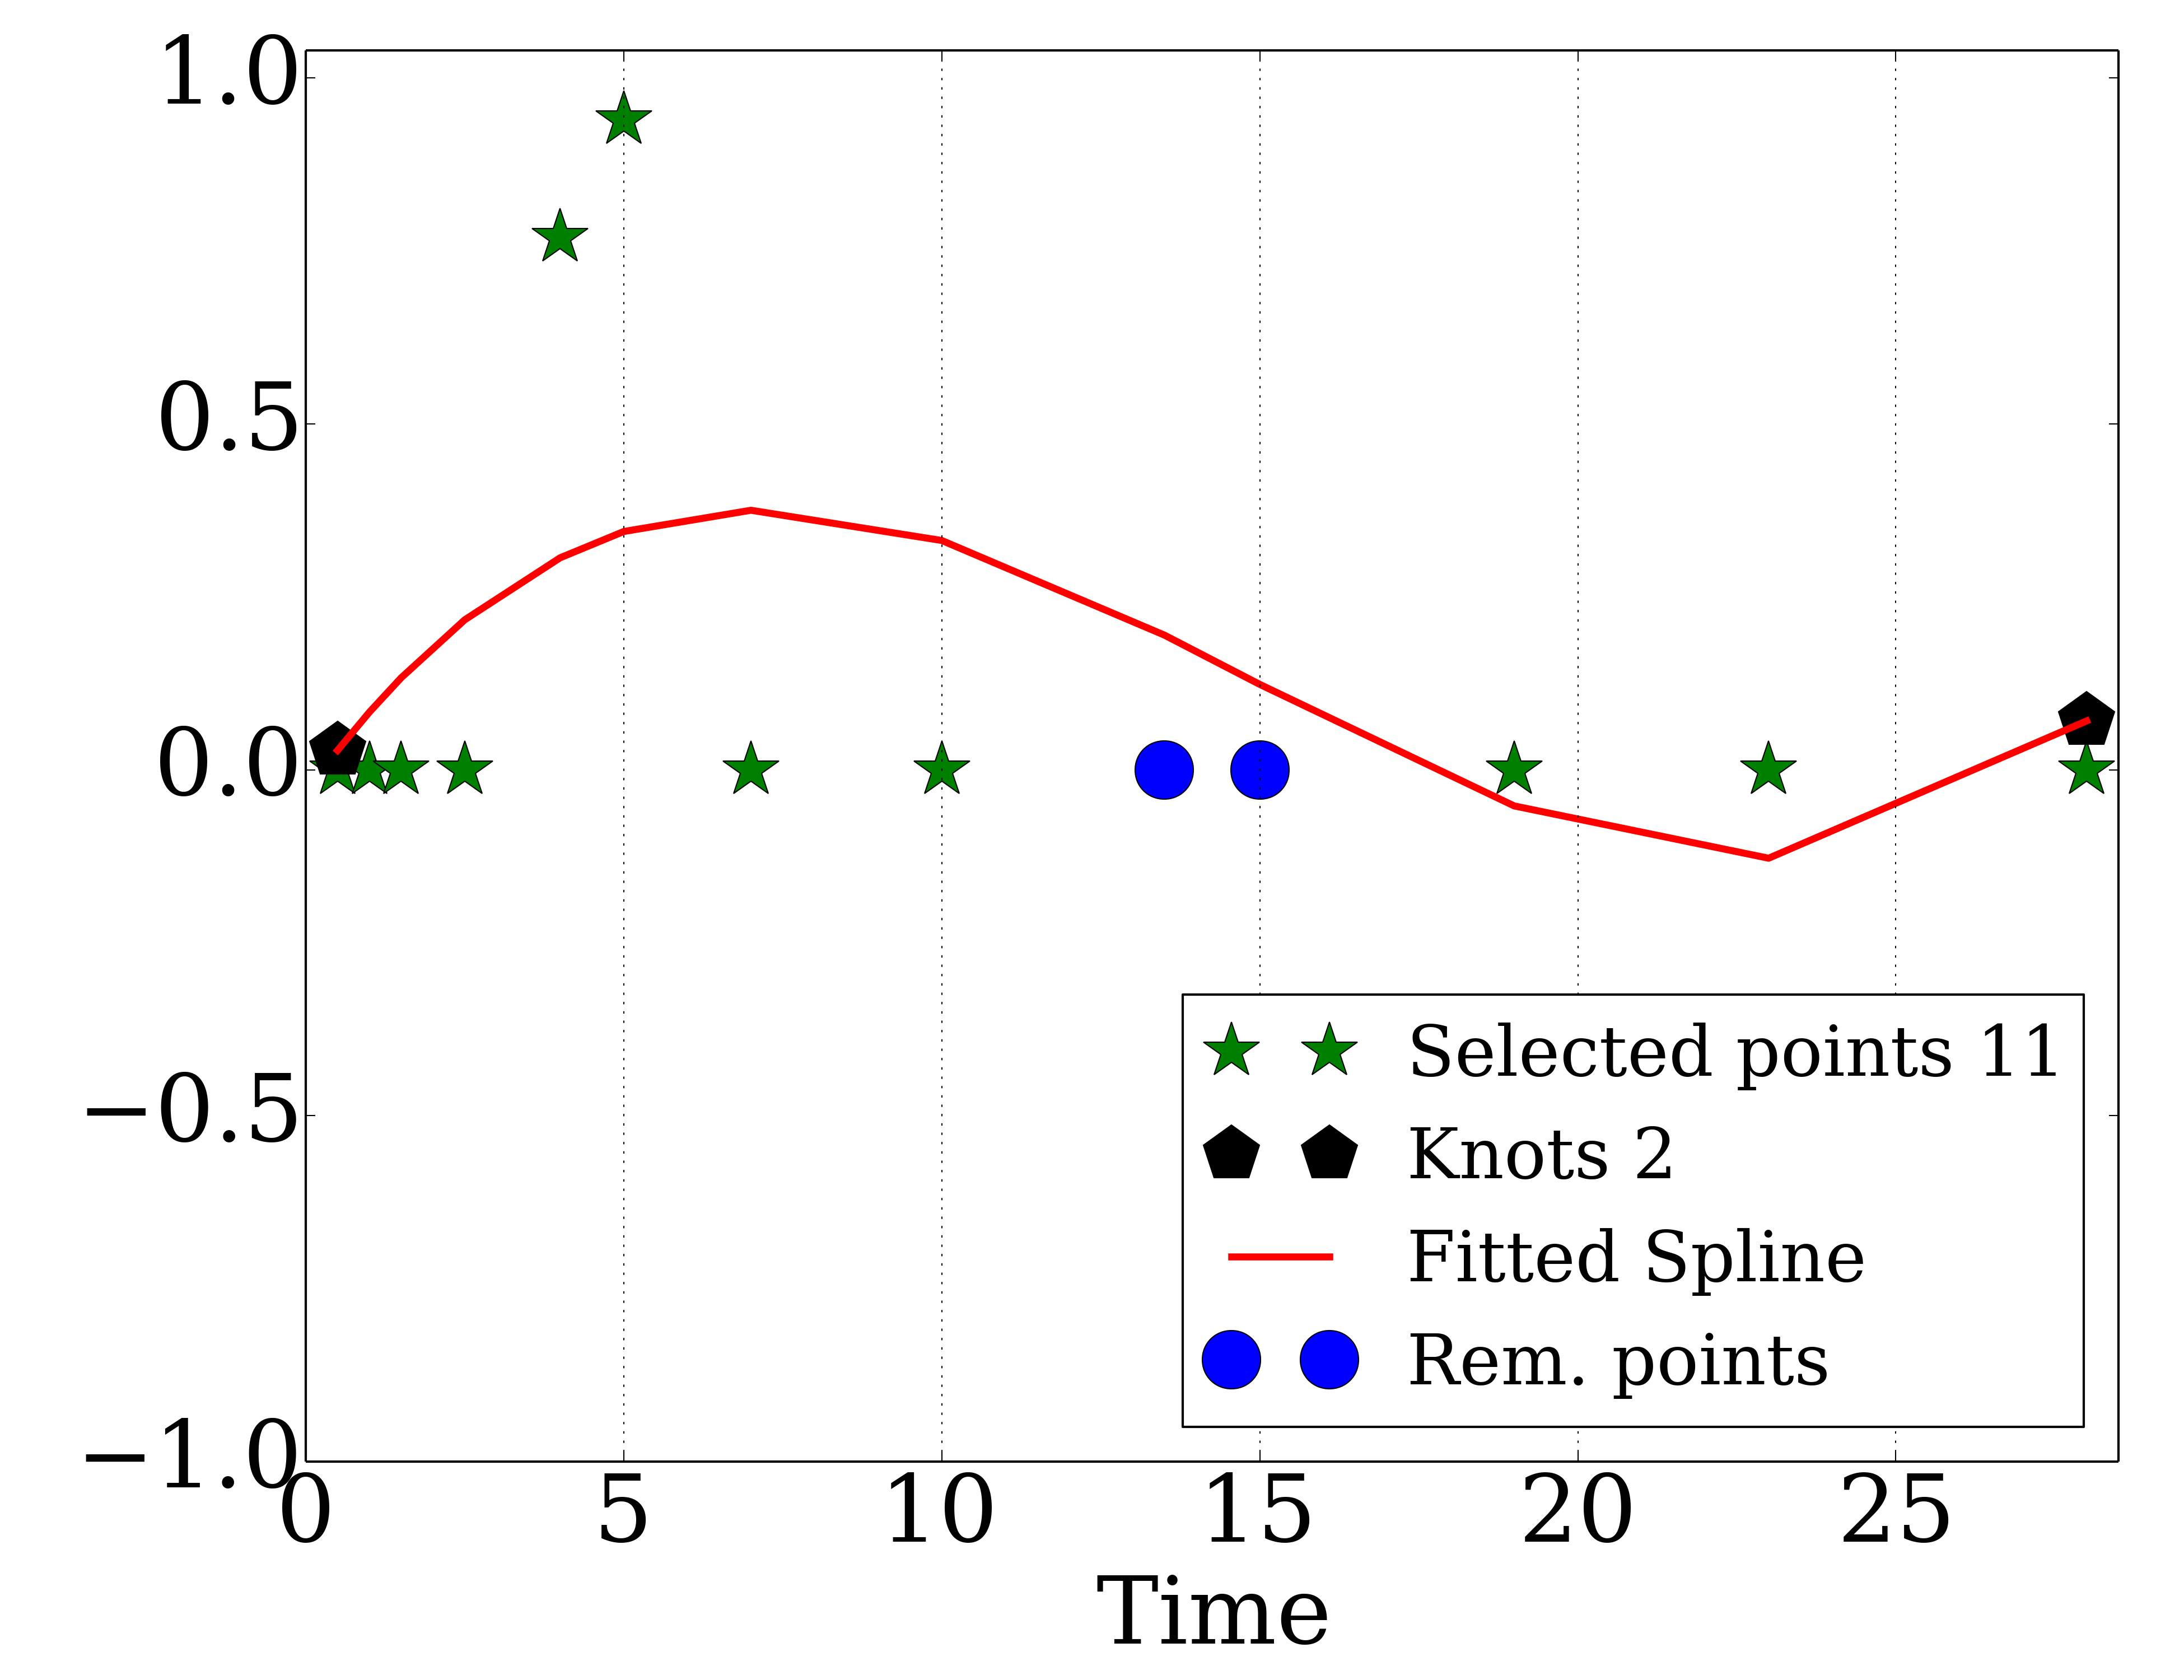 1.0
0.5
0.0
−0.5
−1.0
0 5 10 15 20 25
Time
Selected points 11
Knots 2
Fitted Spline
Rem. points